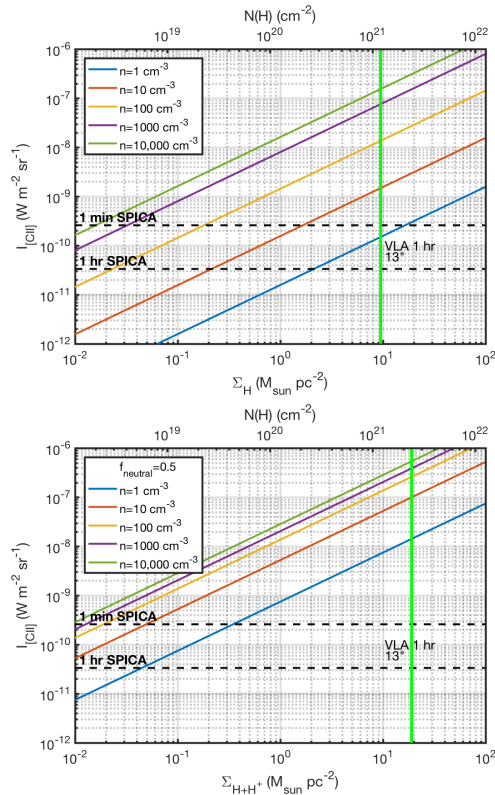 N(H) (cm⁻²)
10¹⁹ 10²⁰ 10²¹ 10²²
10⁻⁶
10⁻⁷
10⁻⁸
10⁻⁹
10⁻¹⁰
10⁻¹¹
10⁻¹²
I[CII] (W m⁻² sr⁻¹)
n=1 cm⁻³
n=10 cm⁻³
n=100 cm⁻³
n=1000 cm⁻³
n=10,000 cm⁻³
1 min SPICA
1 hr SPICA
VLA 1 hr
13"
10⁻² 10⁻¹ 10⁰ 10¹ 10²
ΣH (Msun pc⁻²)
N(H) (cm⁻²)
10¹⁹ 10²⁰ 10²¹ 10²²
10⁻⁶
10⁻⁷
10⁻⁸
10⁻⁹
10⁻¹⁰
10⁻¹¹
10⁻¹²
I[CII] (W m⁻² sr⁻¹)
fneutral=0.5
n=1 cm⁻³
n=10 cm⁻³
n=100 cm⁻³
n=1000 cm⁻³
n=10,000 cm⁻³
1 min SPICA
1 hr SPICA
VLA 1 hr
13"
10⁻² 10⁻¹ 10⁰ 10¹ 10²
ΣH+H⁺ (Msun pc⁻²)